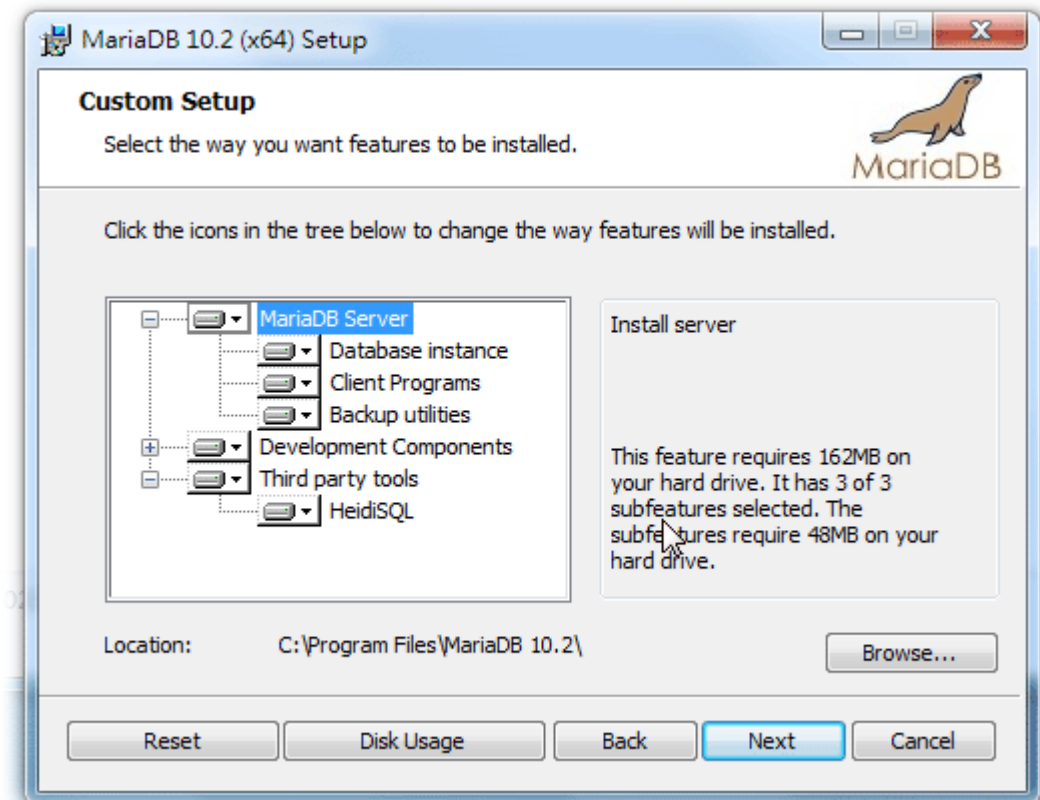 MariaDB 10.2 (x64) Setup
Custom Setup
Select the way you want features to be installed.
MariaDB
Click the icons in the tree below to change the way features will be installed.
MariaDB Server
Database instance
Client Programs
Backup utilities
Development Components
Third party tools
HeidiSQL
Install server
This feature requires 162MB on
your hard drive. It has 3 of 3
subfeatures selected. The
subfeatures require 48MB on your
hard drive.
Location: C:\Program Files\MariaDB 10.2\
Browse...
Reset Disk Usage Back Next Cancel